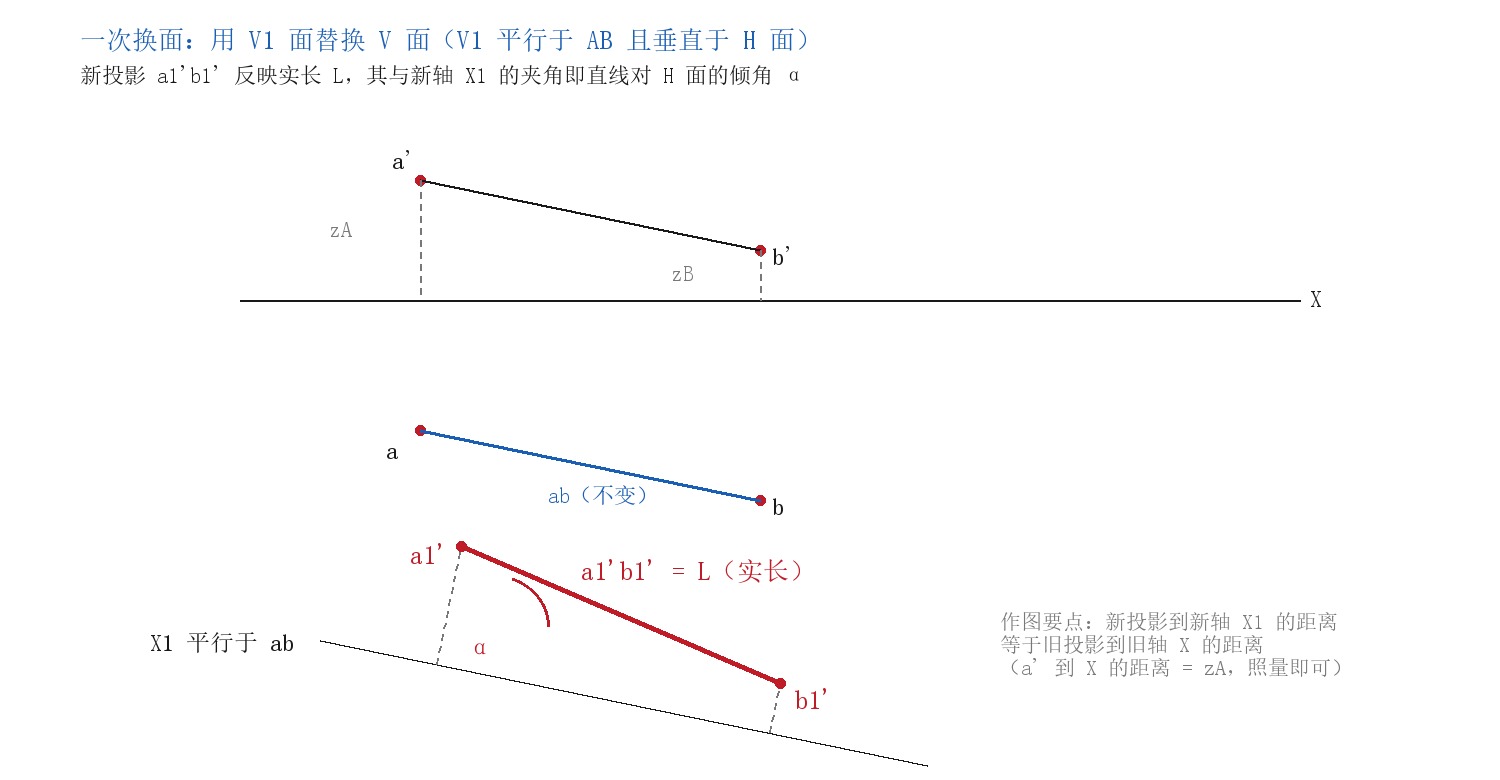 一次换面：用 V1 面替换 V 面（V1 平行于 AB 且垂直于 H 面）
新投影 a1'b1' 反映实长 L，其与新轴 X1 的夹角即直线对 H 面的倾角 α
a'
zA
b'
zB
X
a
ab（不变）
b
a1'
a1'b1' = L（实长）
X1 平行于 ab
α
b1'
作图要点：新投影到新轴 X1 的距离
等于旧投影到旧轴 X 的距离
（a' 到 X 的距离 = zA，照量即可）